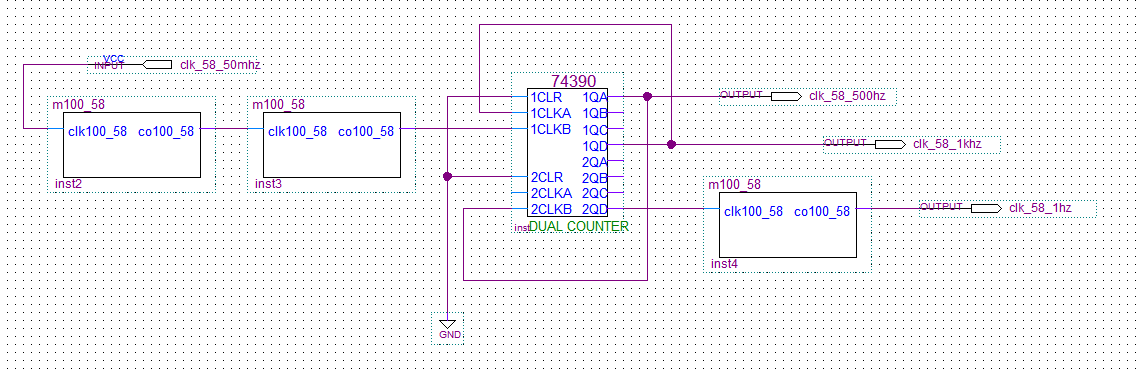 VCC
INPUT
clk_58_50mhz
m100_58
clk100_58 co100_58
inst2
m100_58
clk100_58 co100_58
inst3
74390
1CLR 1QA
1CLKA 1QB
1CLKB 1QC
1QD
2QA
2CLR 2QB
2CLKA 2QC
2CLKB 2QD
inst DUAL COUNTER
OUTPUT clk_58_500hz
OUTPUT clk_58_1khz
m100_58
clk100_58 co100_58
inst4
OUTPUT clk_58_1hz
GND